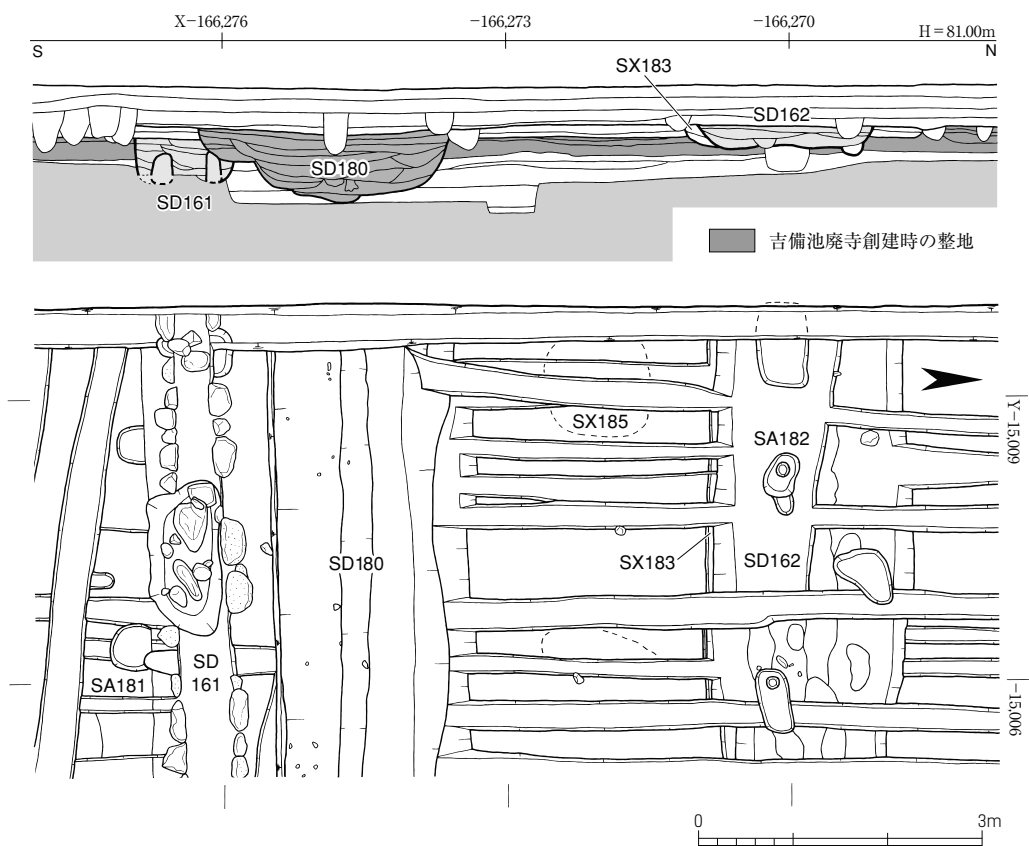 X−166,276
−166,273
−166,270
H = 81.00m
S
N
SX183
SD162
SD180
SD161
吉備池廃寺創建時の整地
SX185
SA182
Y−15,009
SD180
SX183
SD162
SA181
SD
161
−15,006
0
3m